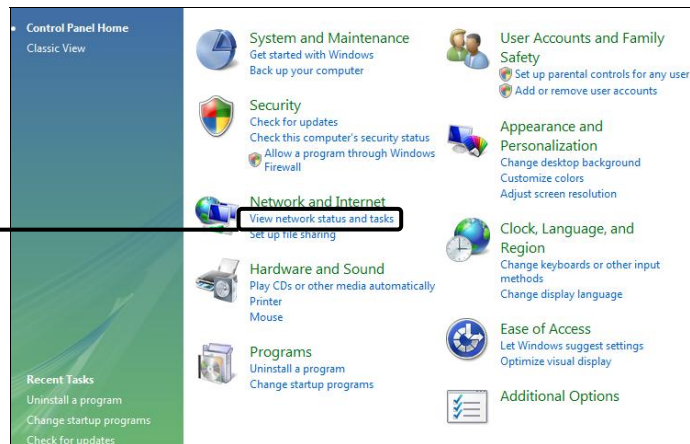 Control Panel Home
Classic View
Recent Tasks
Uninstall a program
Change startup programs
Check for updates
System and Maintenance
Get started with Windows
Back up your computer
Security
Check for updates
Check this computer's security status
Allow a program through Windows
Firewall
Network and Internet
View network status and tasks
Set up file sharing
Hardware and Sound
Play CDs or other media automatically
Printer
Mouse
Programs
Uninstall a program
Change startup programs
User Accounts and Family
Safety
Set up parental controls for any user
Add or remove user accounts
Appearance and
Personalization
Change desktop background
Customize colors
Adjust screen resolution
Clock, Language, and
Region
Change keyboards or other input
methods
Change display language
Ease of Access
Let Windows suggest settings
Optimize visual display
Additional Options